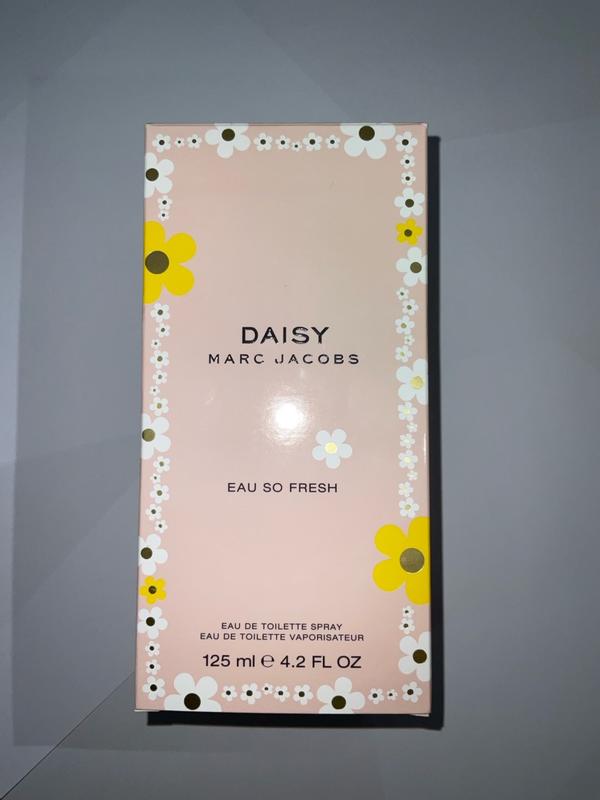 DAISY
MARC JACOBS
EAU SO FRESH
EAU DE TOILETTE SPRAY
EAU DE TOILETTE VAPORISATEUR
125 ml ℮ 4.2 FL OZ